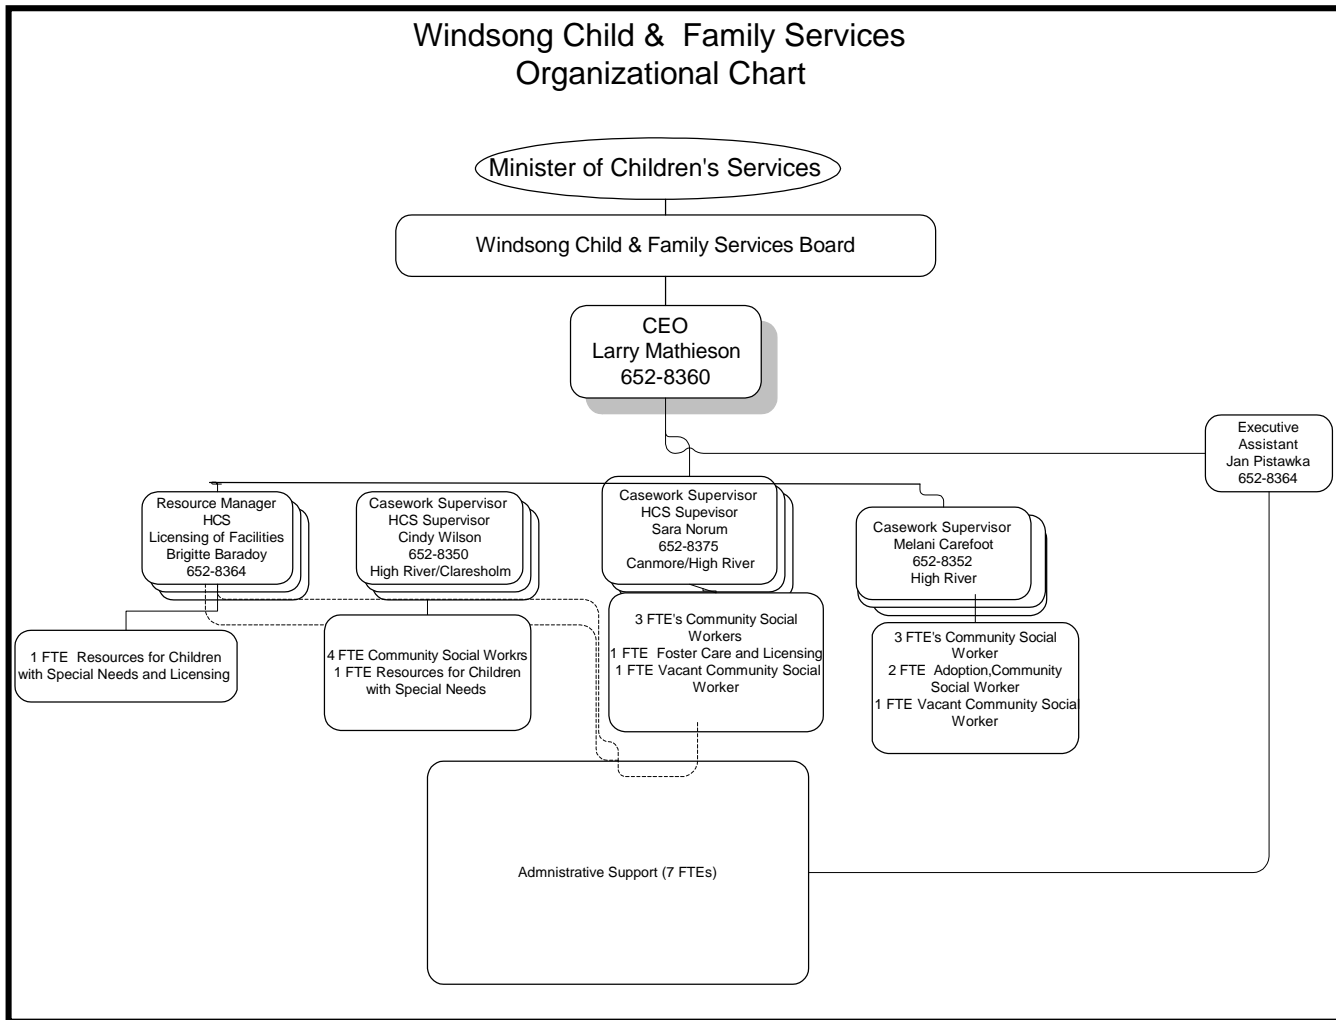 Windsong Child &  Family Services
Organizational Chart
Minister of Children's Services
Windsong Child & Family Services Board
CEO
Larry Mathieson
652-8360
Executive
Assistant
Jan Pistawka
652-8364
Resource Manager
HCS
Licensing of Facilities
Brigitte Baradoy
652-8364
Casework Supervisor
HCS Supervisor
Cindy Wilson
652-8350
High River/Claresholm
Casework Supervisor
HCS Supevisor
Sara Norum
652-8375
Canmore/High River
Casework Supervisor
Melani Carefoot
652-8352
High River
1 FTE  Resources for Children
with Special Needs and Licensing
4 FTE Community Social Workrs
1 FTE Resources for Children
with Special Needs
3 FTE's Community Social
Workers
1 FTE  Foster Care and Licensing
1 FTE Vacant Community Social
Worker
3 FTE's Community Social
Worker
2 FTE  Adoption,Community
Social Worker
1 FTE Vacant Community Social
Worker
Admnistrative Support (7 FTEs)